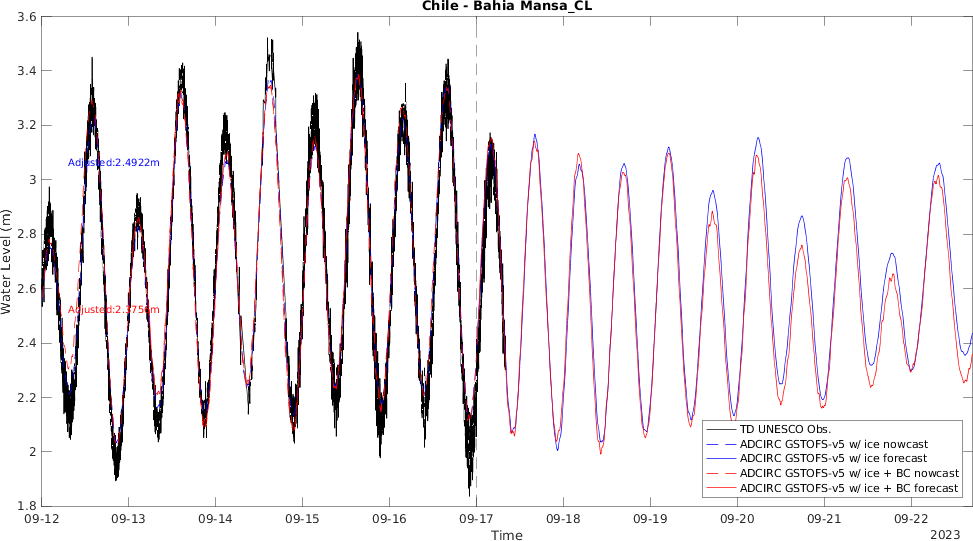 Chile - Bahia Mansa_CL
3.6
3.4
3.2
3
2.8
2.6
2.4
2.2
2
1.8
Water Level (m)
Adjusted:2.4922m
Adjusted:2.3756m
TD UNESCO Obs.
ADCIRC GSTOFS-v5 w/ ice nowcast
ADCIRC GSTOFS-v5 w/ ice forecast
ADCIRC GSTOFS-v5 w/ ice + BC nowcast
ADCIRC GSTOFS-v5 w/ ice + BC forecast
09-12 09-13 09-14 09-15 09-16 09-17 09-18 09-19 09-20 09-21 09-22
Time
2023